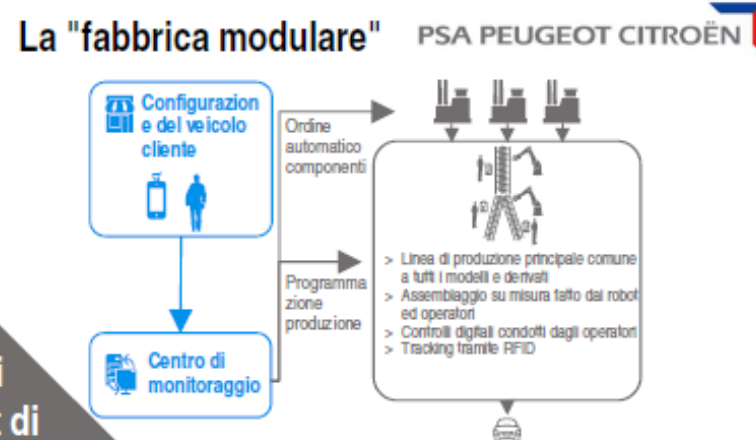 La "fabbrica modulare"
PSA PEUGEOT CITROËN
Configurazion
e del veicolo
cliente
Ordine
automatico
componenti
Programma
zione
produzione
Centro di
monitoraggio
> Linea di produzione principale comune
a tutti i modelli e derivati
> Assemblaggio su misura fatto dai robot
ed operatori
> Controlli digitali condotti dagli operatori
> Tracking tramite RFID
i
di